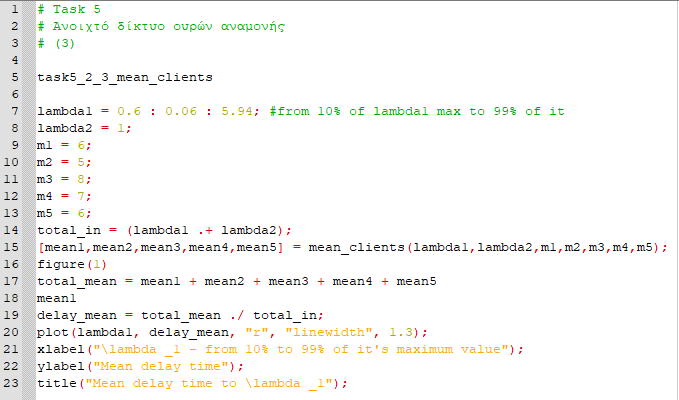 1 # Task 5
2 # Ανοιχτό δίκτυο ουρών αναμονής
3 # (3)
4
5 task5_2_3_mean_clients
6
7 lambda1 = 0.6 : 0.06 : 5.94; #from 10% of lambda1 max to 99% of it
8 lambda2 = 1;
9 m1 = 6;
10 m2 = 5;
11 m3 = 8;
12 m4 = 7;
13 m5 = 6;
14 total_in = (lambda1 .+ lambda2);
15 [mean1,mean2,mean3,mean4,mean5] = mean_clients(lambda1,lambda2,m1,m2,m3,m4,m5);
16 figure(1)
17 total_mean = mean1 + mean2 + mean3 + mean4 + mean5
18 mean1
19 delay_mean = total_mean ./ total_in;
20 plot(lambda1, delay_mean, "r", "linewidth", 1.3);
21 xlabel("\lambda _1 - from 10% to 99% of it's maximum value");
22 ylabel("Mean delay time");
23 title("Mean delay time to \lambda _1");